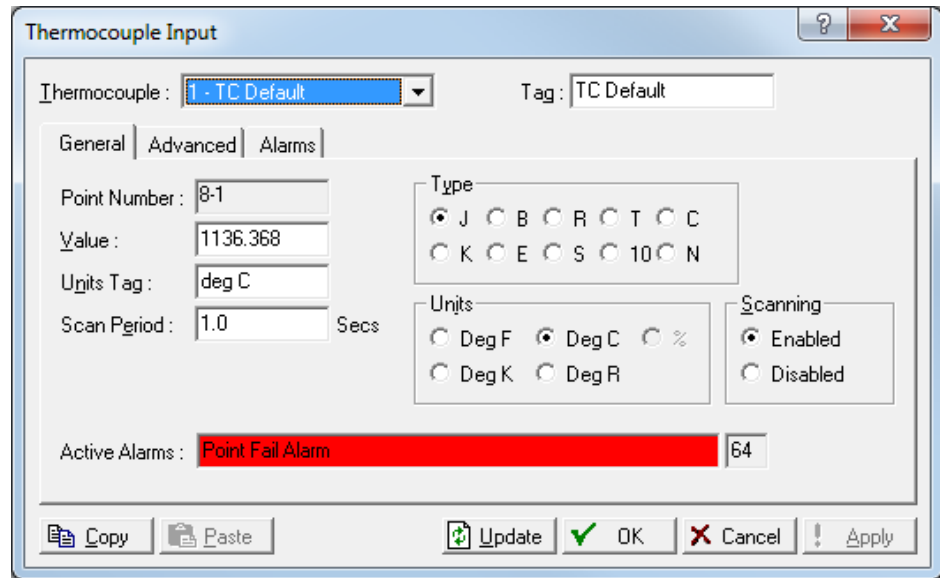 Thermocouple Input
Thermocouple : 1 - TC Default Tag : TC Default
General Advanced Alarms
Point Number : 8-1
Value : 1136.368
Units Tag : deg C
Scan Period : 1.0 Secs
Type
J B R T C
K E S 10 N
Units
Deg F Deg C %
Deg K Deg R
Scanning
Enabled
Disabled
Active Alarms : Point Fail Alarm 64
Copy Paste Update OK Cancel Apply